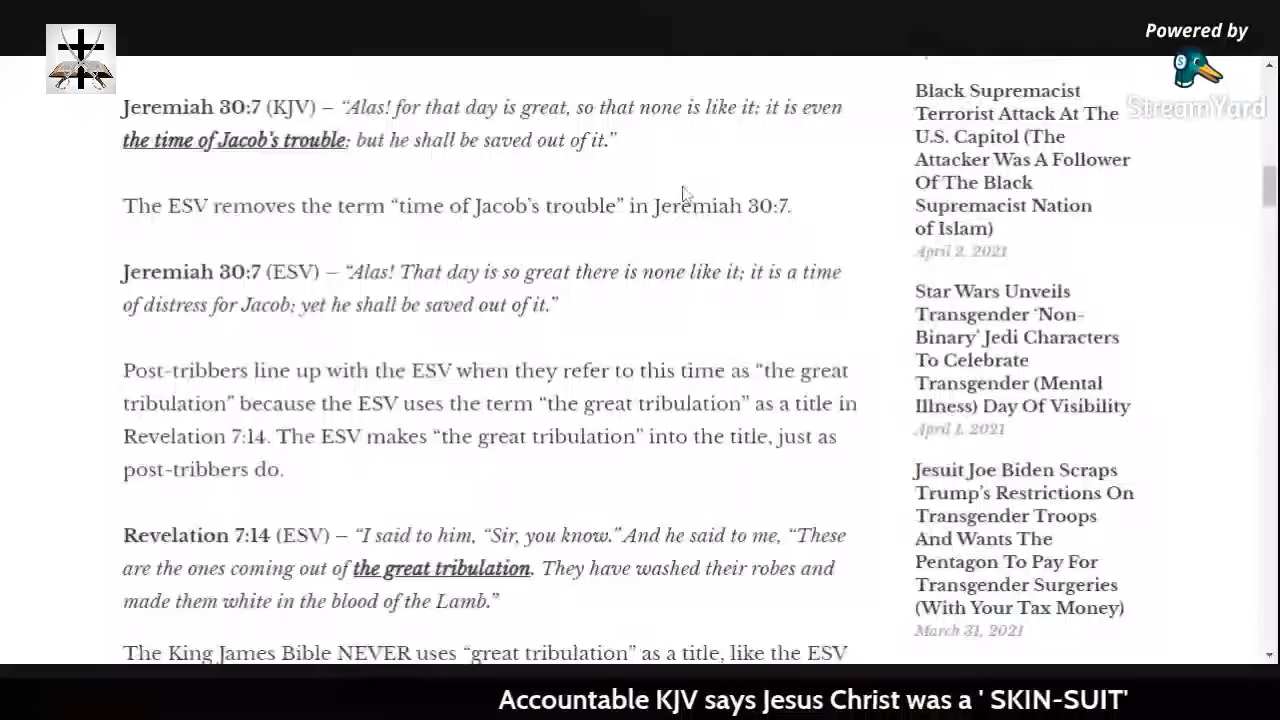 Powered by
StreamYard
Jeremiah 30:7 (KJV) – “Alas! for that day is great, so that none is like it; it is even
the time of Jacob’s trouble; but he shall be saved out of it.”
The ESV removes the term “time of Jacob’s trouble” in Jeremiah 30:7.
Jeremiah 30:7 (ESV) – “Alas! That day is so great there is none like it; it is a time
of distress for Jacob; yet he shall be saved out of it.”
Post-tribbers line up with the ESV when they refer to this time as “the great
tribulation” because the ESV uses the term “the great tribulation” as a title in
Revelation 7:14. The ESV makes “the great tribulation” into the title, just as
post-tribbers do.
Revelation 7:14 (ESV) – “I said to him, “Sir, you know.” And he said to me, “These
are the ones coming out of the great tribulation. They have washed their robes and
made them white in the blood of the Lamb.”
The King James Bible NEVER uses “great tribulation” as a title, like the ESV
Black Supremacist
Terrorist Attack At The
U.S. Capitol (The
Attacker Was A Follower
Of The Black
Supremacist Nation
of Islam)
April 2, 2021
Star Wars Unveils
Transgender ‘Non-
Binary’ Jedi Characters
To Celebrate
Transgender (Mental
Illness) Day Of Visibility
April 1, 2021
Jesuit Joe Biden Scraps
Trump’s Restrictions On
Transgender Troops
And Wants The
Pentagon To Pay For
Transgender Surgeries
(With Your Tax Money)
March 31, 2021
Accountable KJV says Jesus Christ was a ' SKIN-SUIT'